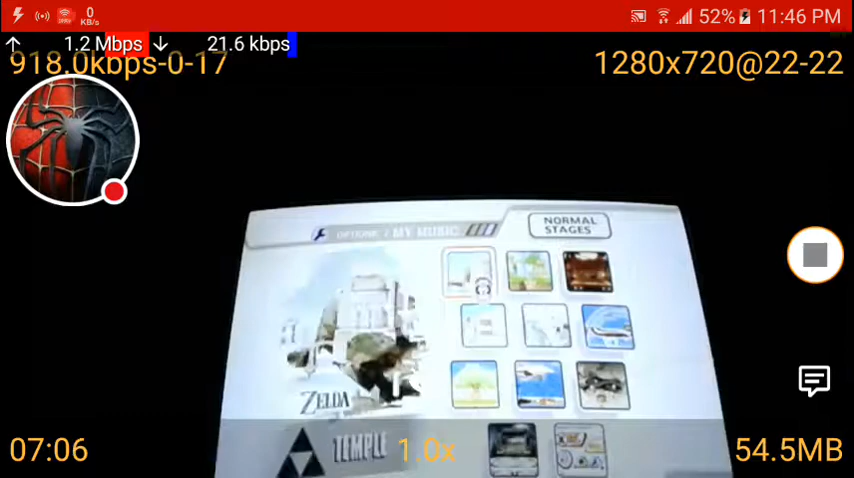 0
KB/s
52% 11:46 PM
1.2 Mbps 21.6 kbps
918.0kbps-0-17
1280x720@22-22
OPTIONS / MY MUSIC
NORMAL
STAGES
ZELDA
TEMPLE
1.0x
07:06
54.5MB